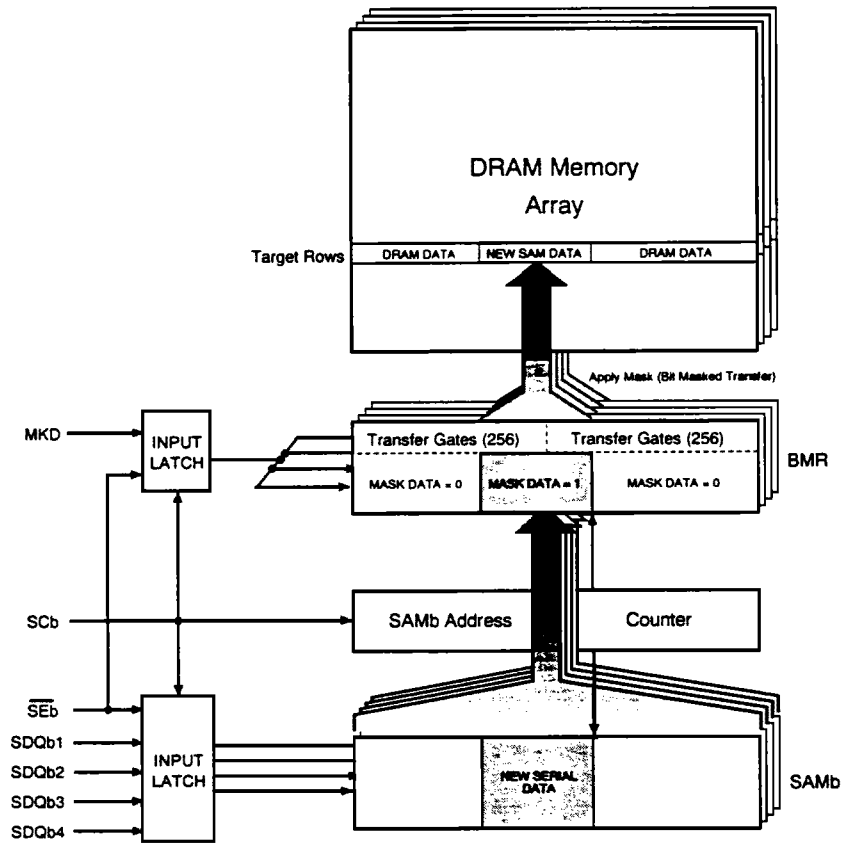 DRAM Memory
Array
Target Rows
DRAM DATA
NEW SAM DATA
DRAM DATA
Apply Mask (Bit Masked Transfer)
MKD
INPUT
LATCH
Transfer Gates (256)
Transfer Gates (256)
BMR
MASK DATA = 0
MASK DATA = 1
MASK DATA = 0
SCb
SAMb Address
Counter
SEb
SDQb1
SDQb2
SDQb3
SDQb4
INPUT
LATCH
NEW SERIAL
DATA
SAMb